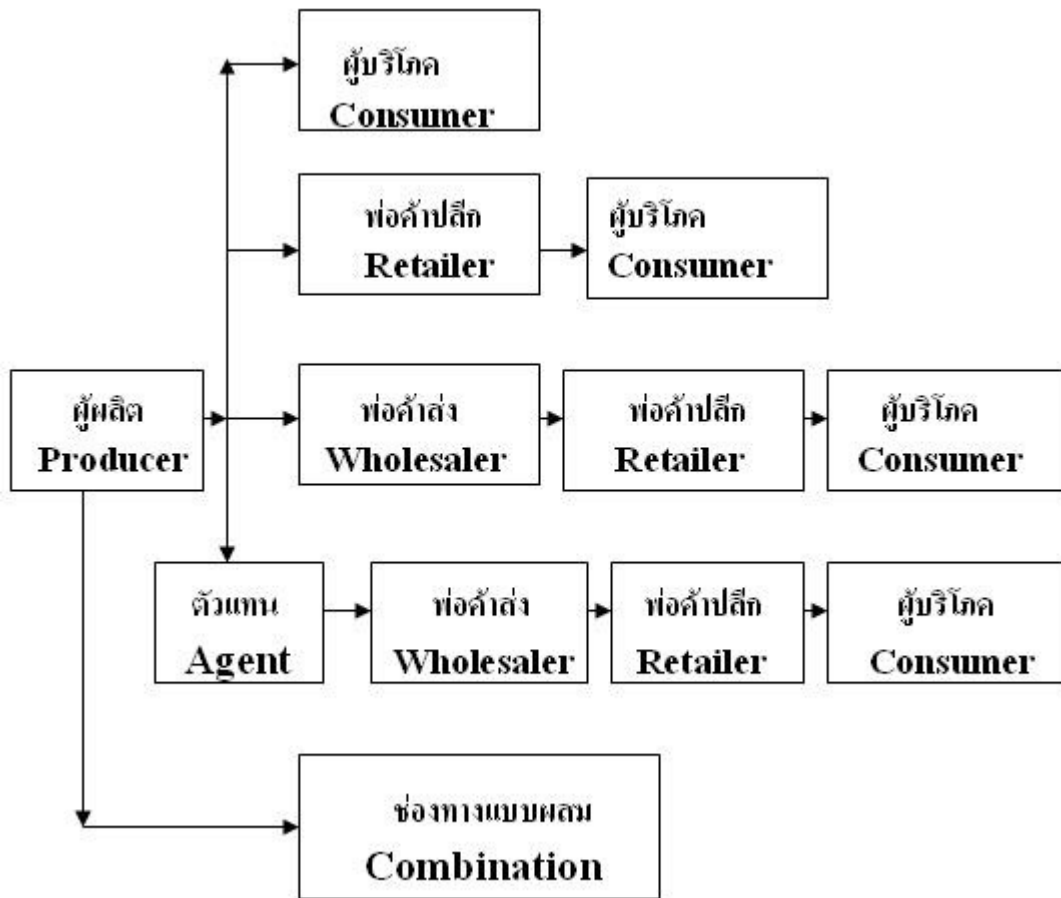 ผู้บริโภค
Consumer
พ่อค้าปลีก
Retailer
ผู้บริโภค
Consumer
ผู้ผลิต
Producer
พ่อค้าส่ง
Wholesaler
พ่อค้าปลีก
Retailer
ผู้บริโภค
Consumer
ตัวแทน
Agent
พ่อค้าส่ง
Wholesaler
พ่อค้าปลีก
Retailer
ผู้บริโภค
Consumer
ช่องทางแบบผสม
Combination